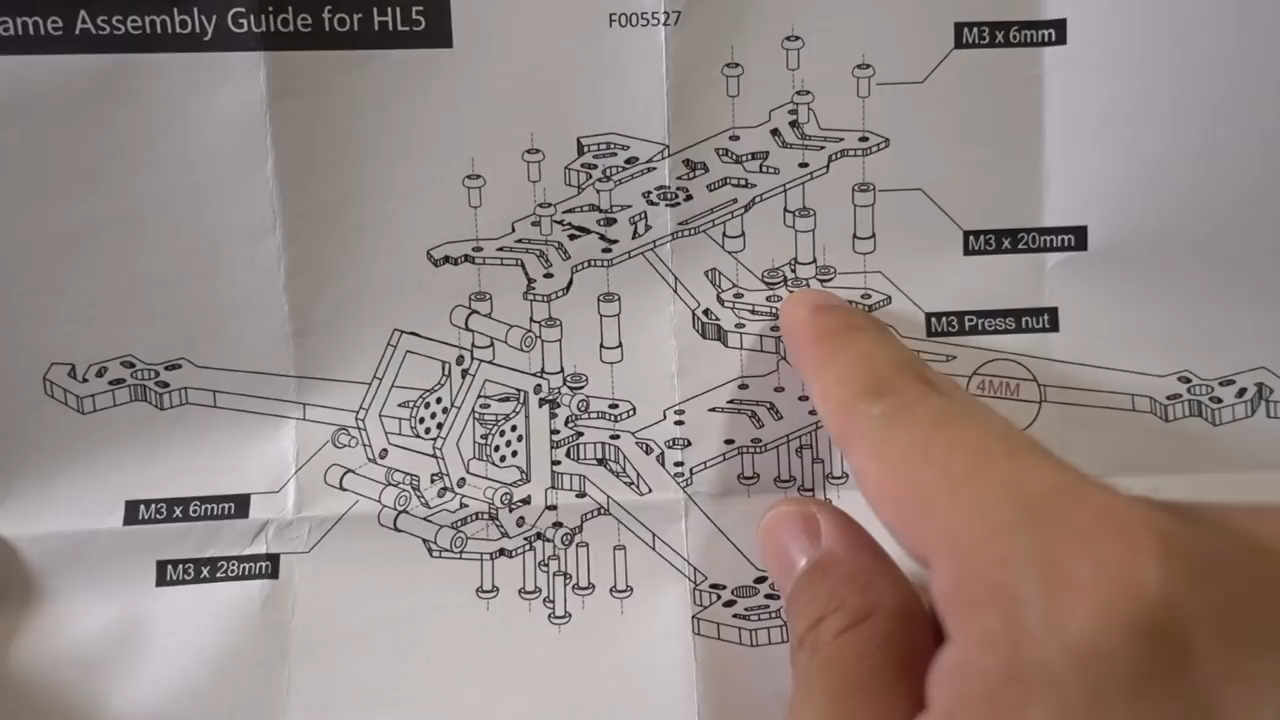 ame Assembly Guide for HL5
F005527
M3 x 6mm
M3 x 20mm
M3 Press nut
4MM
M3 x 6mm
M3 x 28mm